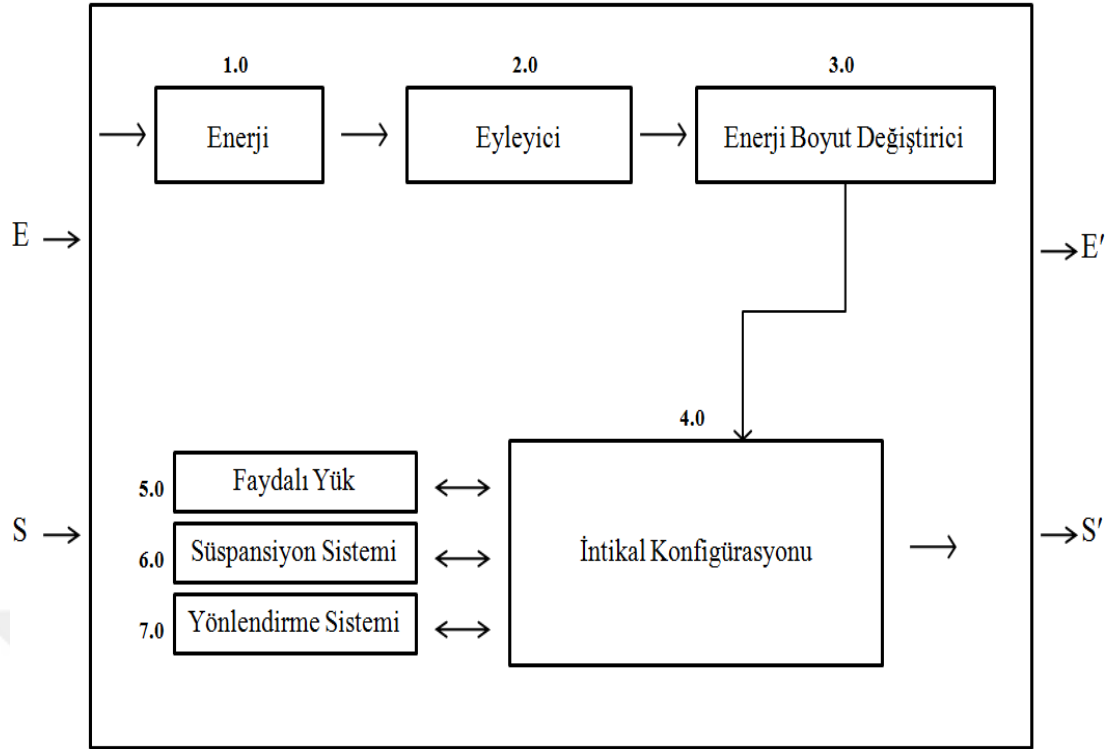 1.0
Enerji
2.0
Eyleyici
3.0
Enerji Boyut Değiştirici
E
E'
4.0
İntikal Konfigürasyonu
5.0
Faydalı Yük
6.0
Süspansiyon Sistemi
7.0
Yönlendirme Sistemi
S
S'